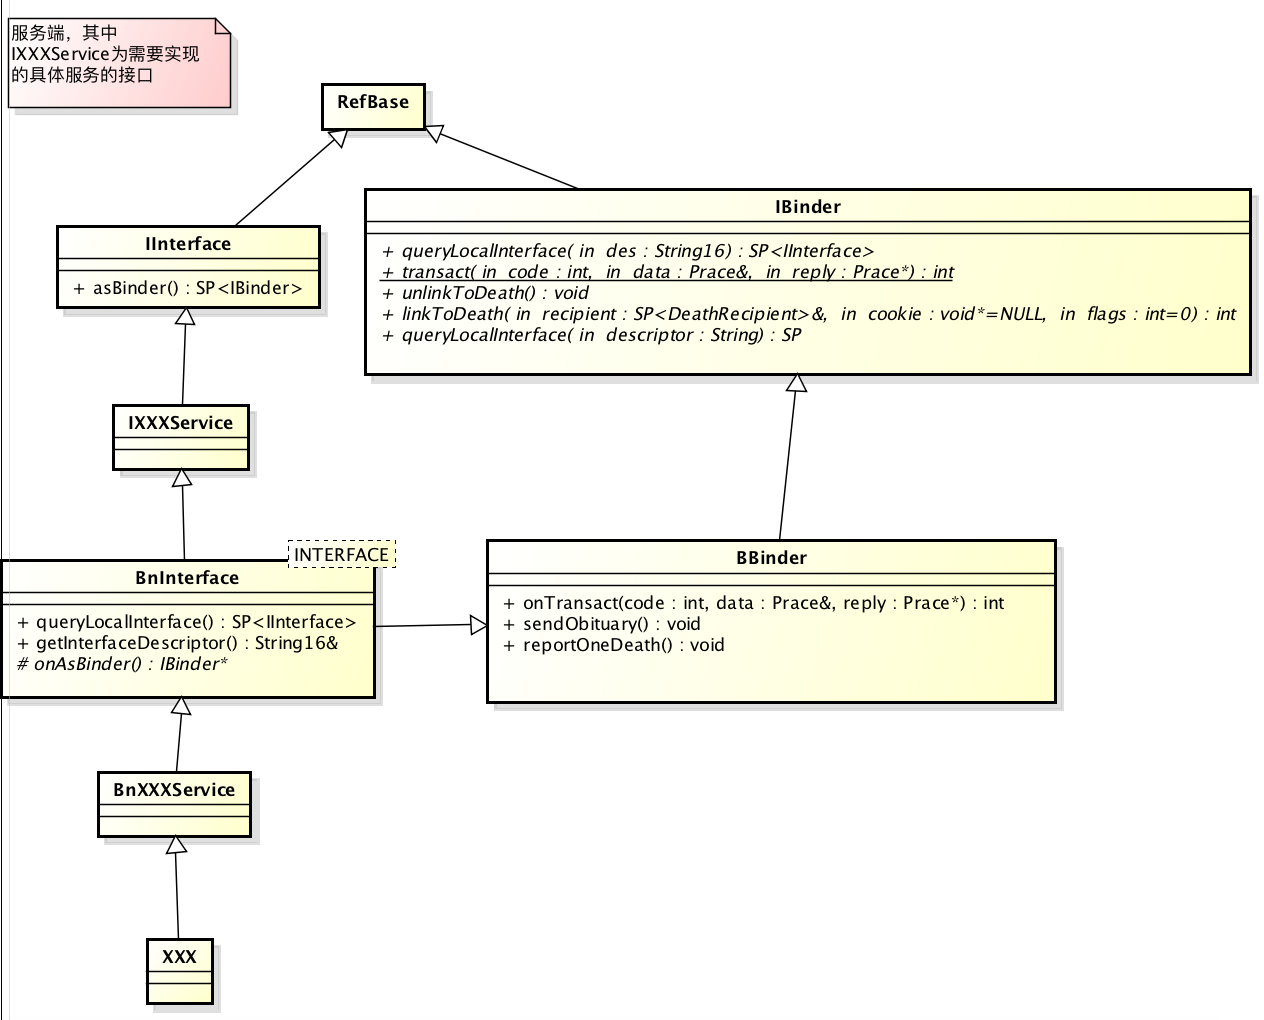 服务端，其中
IXXXService为需要实现
的具体服务的接口
RefBase
IInterface
+ asBinder() : SP<IBinder>
IBinder
+ queryLocalInterface( in des : String16) : SP<IInterface>
+ transact( in code : int, in data : Prace&, in reply : Prace*) : int
+ unlinkToDeath() : void
+ linkToDeath( in recipient : SP<DeathRecipient>&, in cookie : void*=NULL, in flags : int=0) : int
+ queryLocalInterface( in descriptor : String) : SP
IXXXService
INTERFACE
BnInterface
+ queryLocalInterface() : SP<IInterface>
+ getInterfaceDescriptor() : String16&
# onAsBinder() : IBinder*
BBinder
+ onTransact(code : int, data : Prace&, reply : Prace*) : int
+ sendObituary() : void
+ reportOneDeath() : void
BnXXXService
XXX